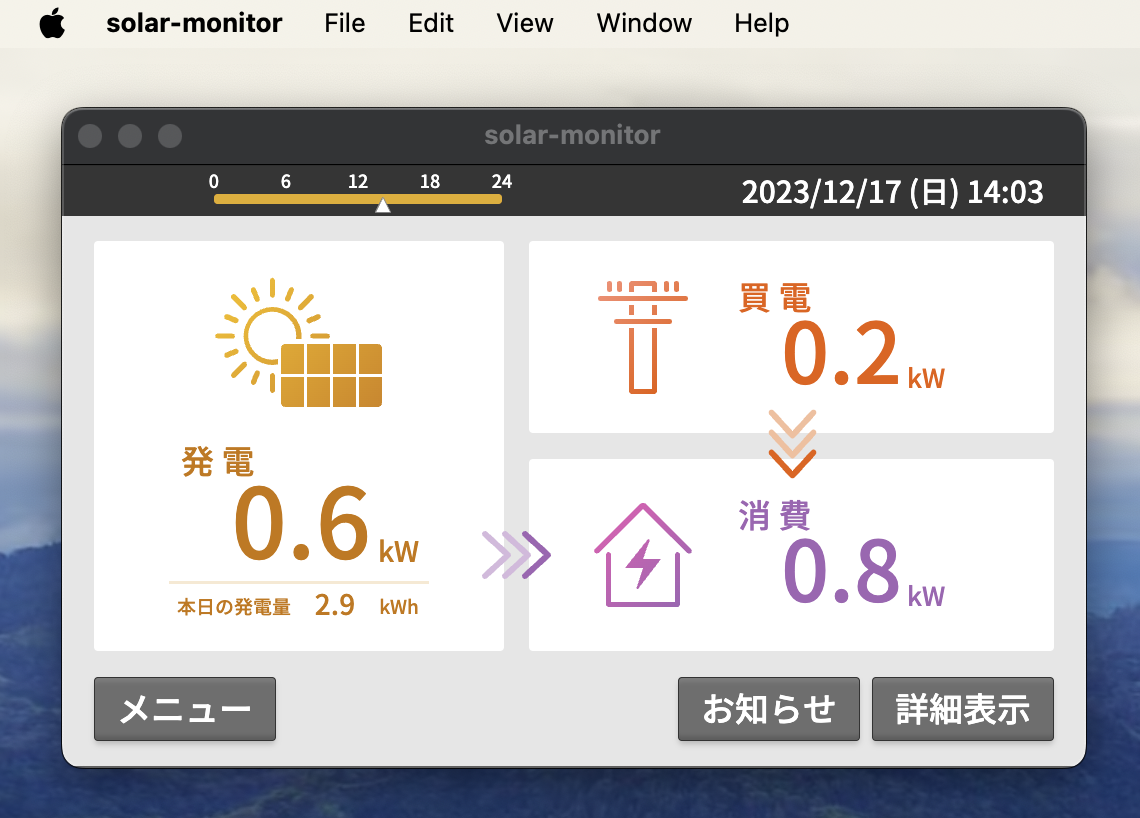 solar-monitor File Edit View Window Help
solar-monitor
0 6 12 18 24
2023/12/17 (日) 14:03
発電
0.6 kW
本日の発電量 2.9 kWh
買電
0.2 kW
消費
0.8 kW
メニュー
お知らせ
詳細表示